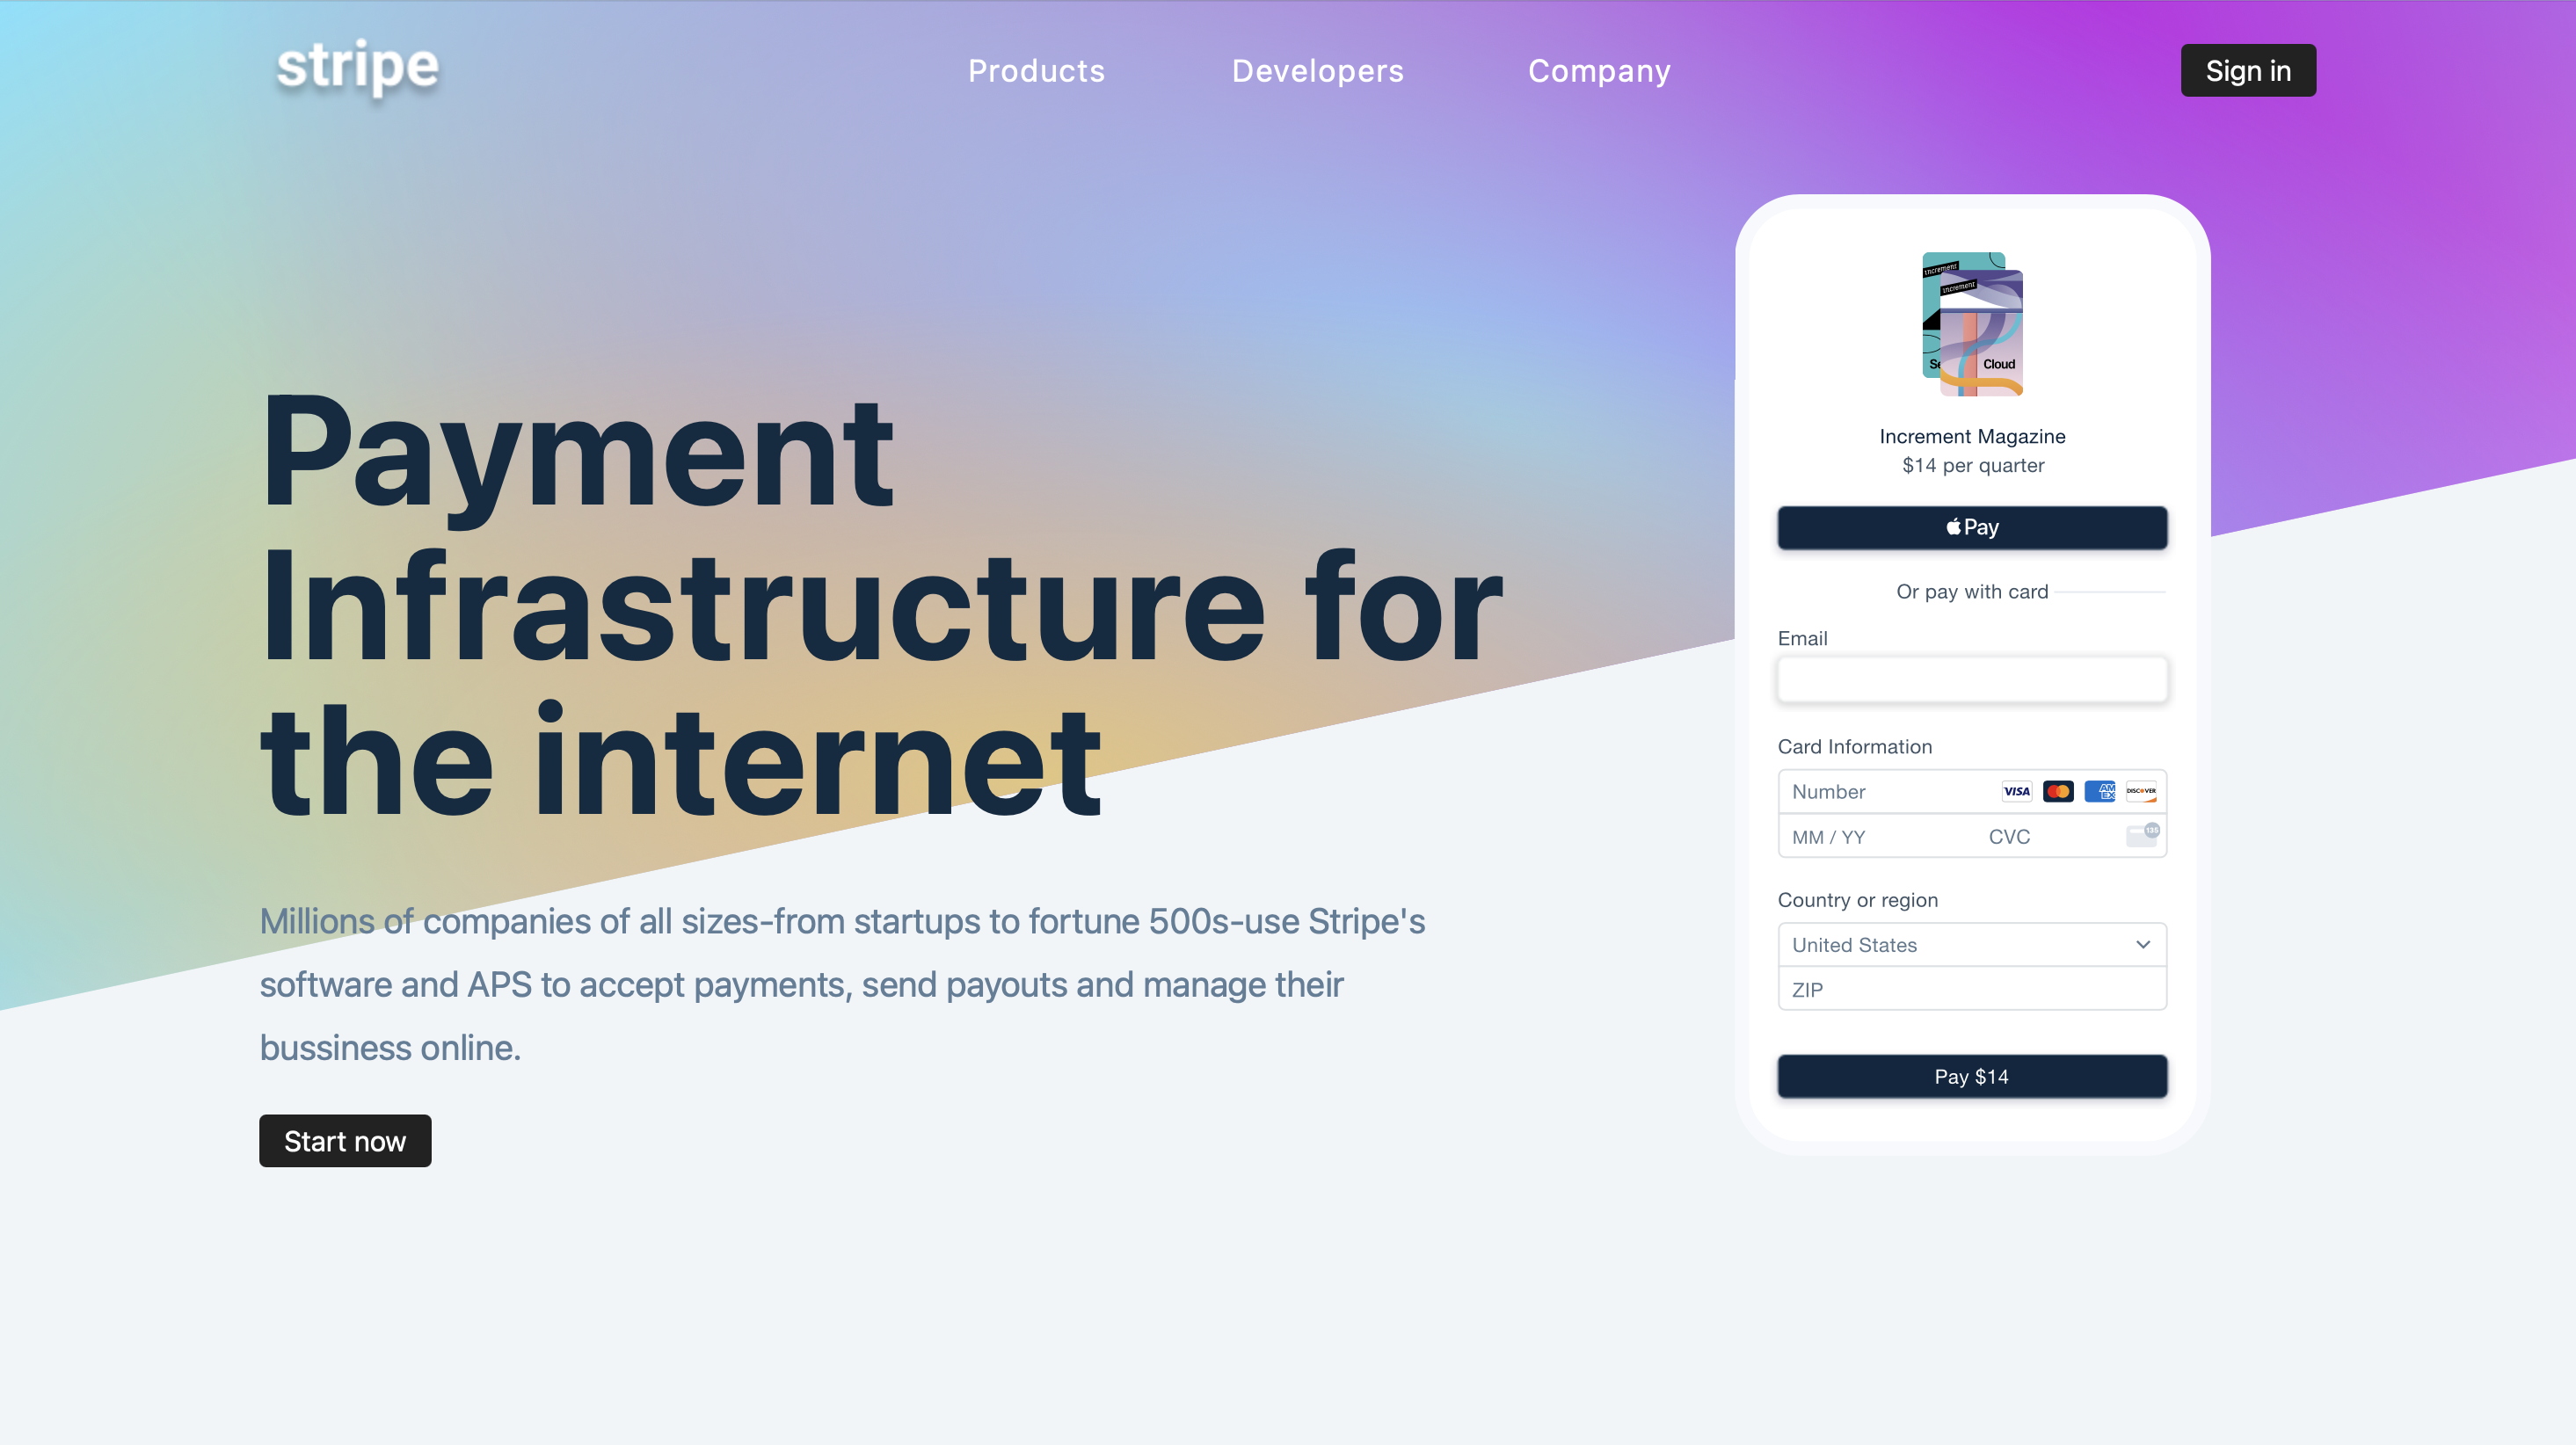 stripe
Products
Developers
Company
Sign in
Payment
Infrastructure for
the internet
Millions of companies of all sizes-from startups to fortune 500s-use Stripe's
software and APS to accept payments, send payouts and manage their
bussiness online.
Start now
increment
increment
Se
Cloud
Increment Magazine
$14 per quarter
Pay
Or pay with card
Email
Card Information
Number
VISA
AM
EX
DISCOVER
MM / YY
CVC
135
Country or region
United States
ZIP
Pay $14